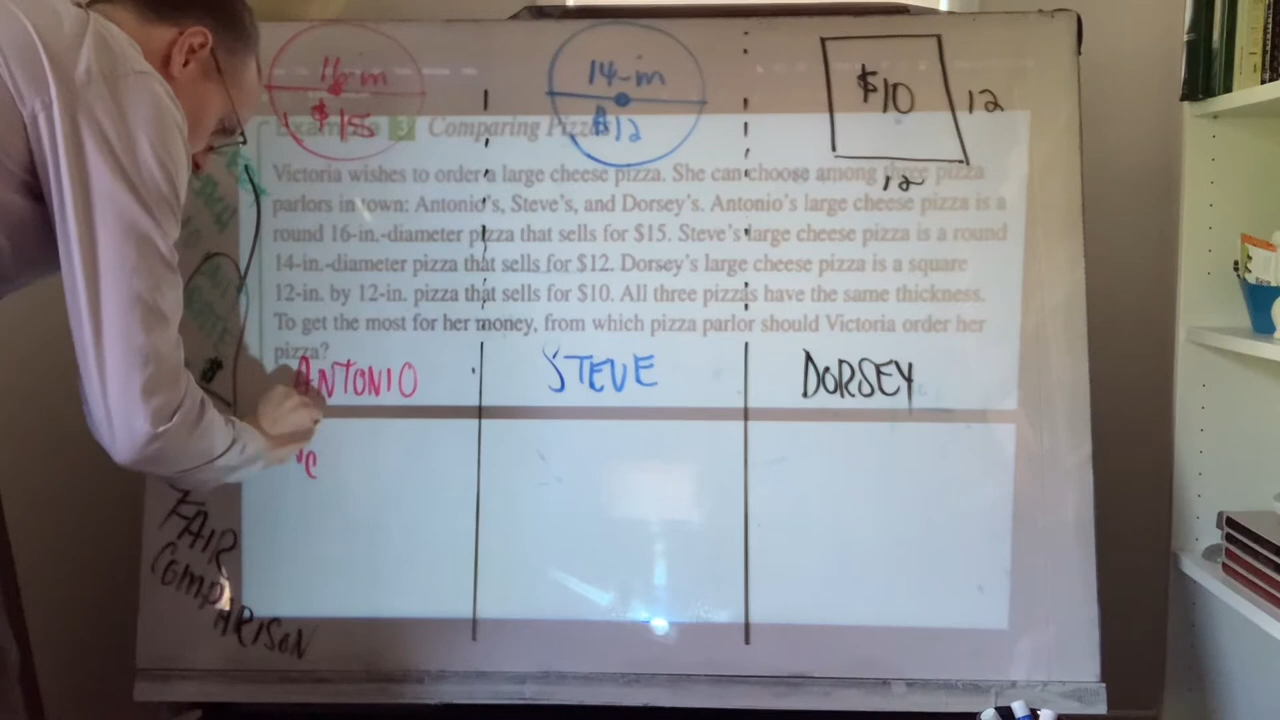 16-in
$15
14-in
$12
$10
12
12
Example 3 Comparing Pizzas
Victoria wishes to order a large cheese pizza. She can choose among three pizza
parlors in town: Antonio's, Steve's, and Dorsey's. Antonio's large cheese pizza is a
round 16-in.-diameter pizza that sells for $15. Steve's large cheese pizza is a round
14-in.-diameter pizza that sells for $12. Dorsey's large cheese pizza is a square
12-in. by 12-in. pizza that sells for $10. All three pizzas have the same thickness.
To get the most for her money, from which pizza parlor should Victoria order her
pizza?
ANTONIO
STEVE
DORSEY
FAIR
COMPARISON